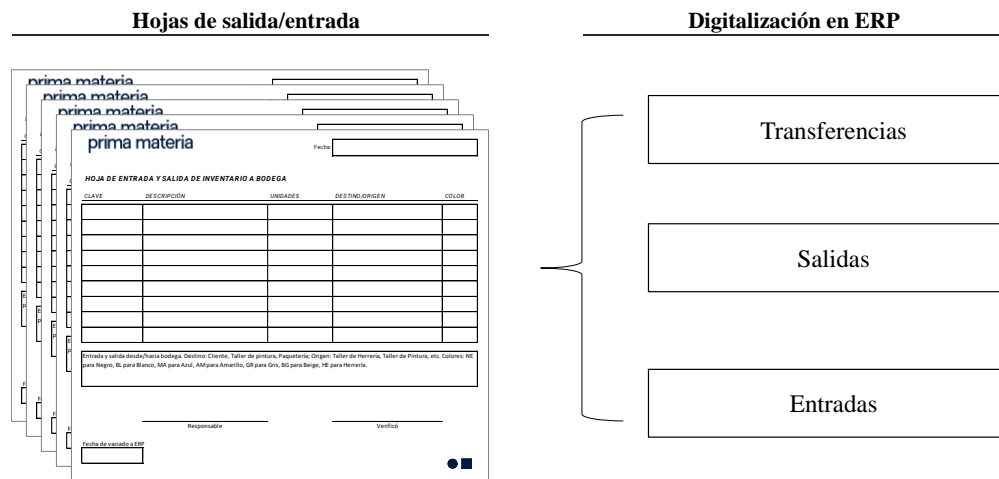 Hojas de salida/entrada
Digitalización en ERP
prima materia
prima materia
prima materia
prima materia
prima materia
Fecha:
HOJA DE ENTRADA Y SALIDA DE INVENTARIO A BODEGA
CLAVE DESCRIPCIÓN UNIDADES DESTINO/ORIGEN COLOR
Entrada y salida desde/hacia bodega. Destino: Cliente, Taller de pintura, Paquetería; Origen: Taller de Herrería, Taller de Pintura, etc. Colores: NE
para Negro, BL para Blanco, MA para Azul, AM para Amarillo, GR para Gris, BG para Beige, HE para Herrería.
Responsable Verificó
Fecha de vaciado a ERP
Transferencias
Salidas
Entradas